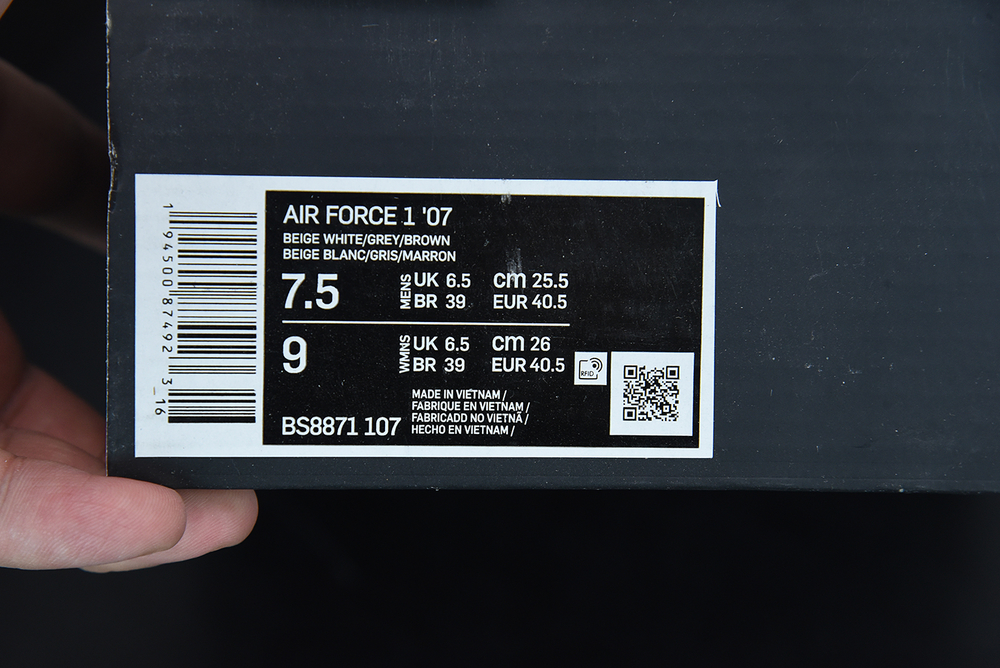 AIR FORCE 1 '07
BEIGE WHITE/GREY/BROWN
BEIGE BLANC/GRIS/MARRON
7.5
MENS
UK 6.5 cm 25.5
BR 39 EUR 40.5
9
WMNS
UK 6.5 cm 26
BR 39 EUR 40.5
RFID
MADE IN VIETNAM /
FABRIQUE EN VIETNAM /
FABRICADO NO VIETNÃ /
HECHO EN VIETNAM /
BS8871 107
1 94500 87492 3_16